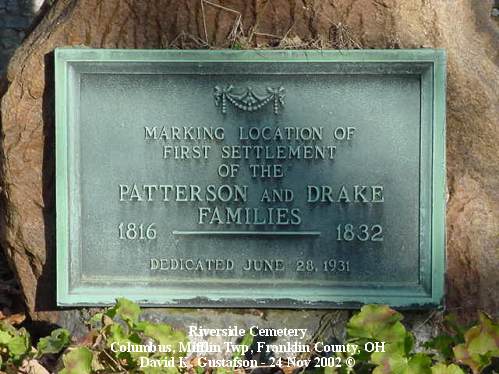 MARKING LOCATION OF
FIRST SETTLEMENT
OF THE
PATTERSON AND DRAKE
FAMILIES
1816 1832
DEDICATED JUNE 28, 1931
Riverside Cemetery
Columbus, Mifflin Twp, Franklin County, OH
David K. Gustafson - 24 Nov 2002 ©